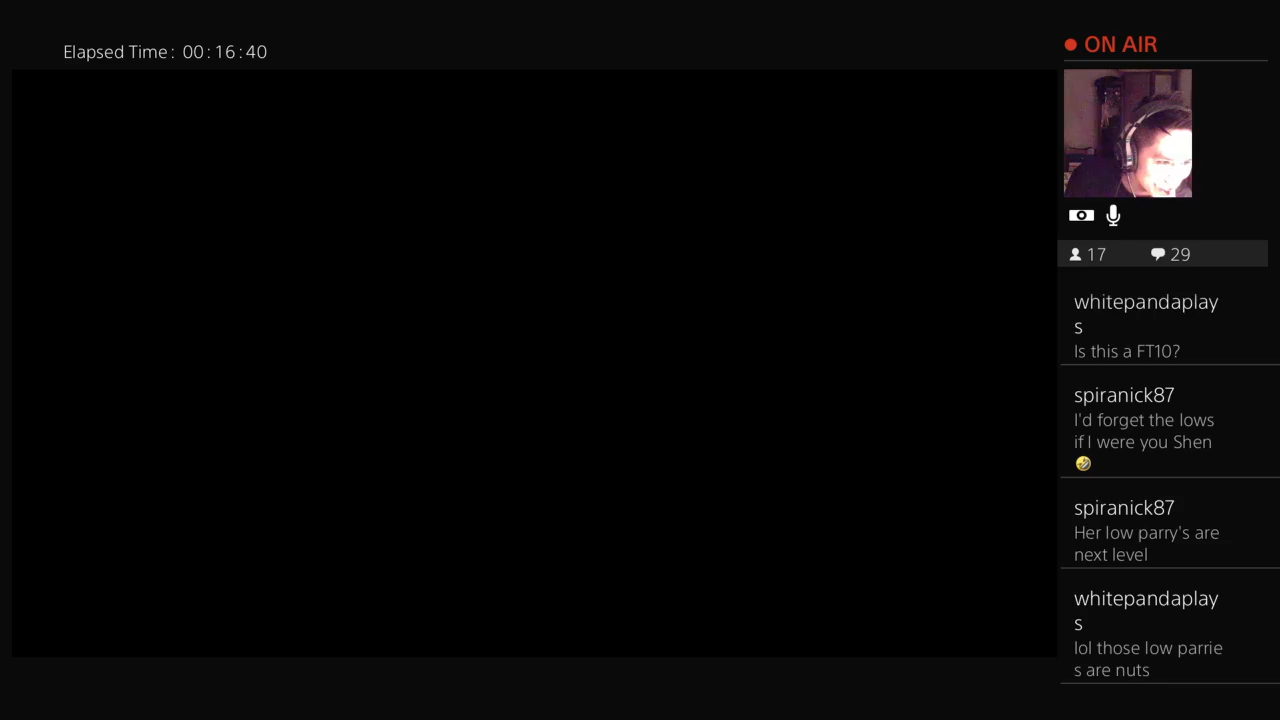 Elapsed Time: 00:16:40
ON AIR
17 29
whitepandaplay
s
Is this a FT10?
spiranick87
I'd forget the lows
if I were you Shen
🤣
spiranick87
Her low parry's are
next level
whitepandaplay
s
lol those low parrie
s are nuts